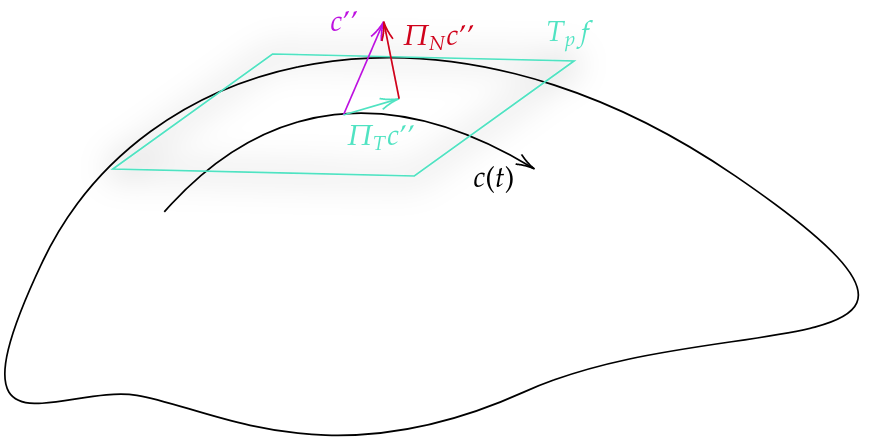 c′′
Π_N c′′
T_p f
Π_T c′′
c(t)